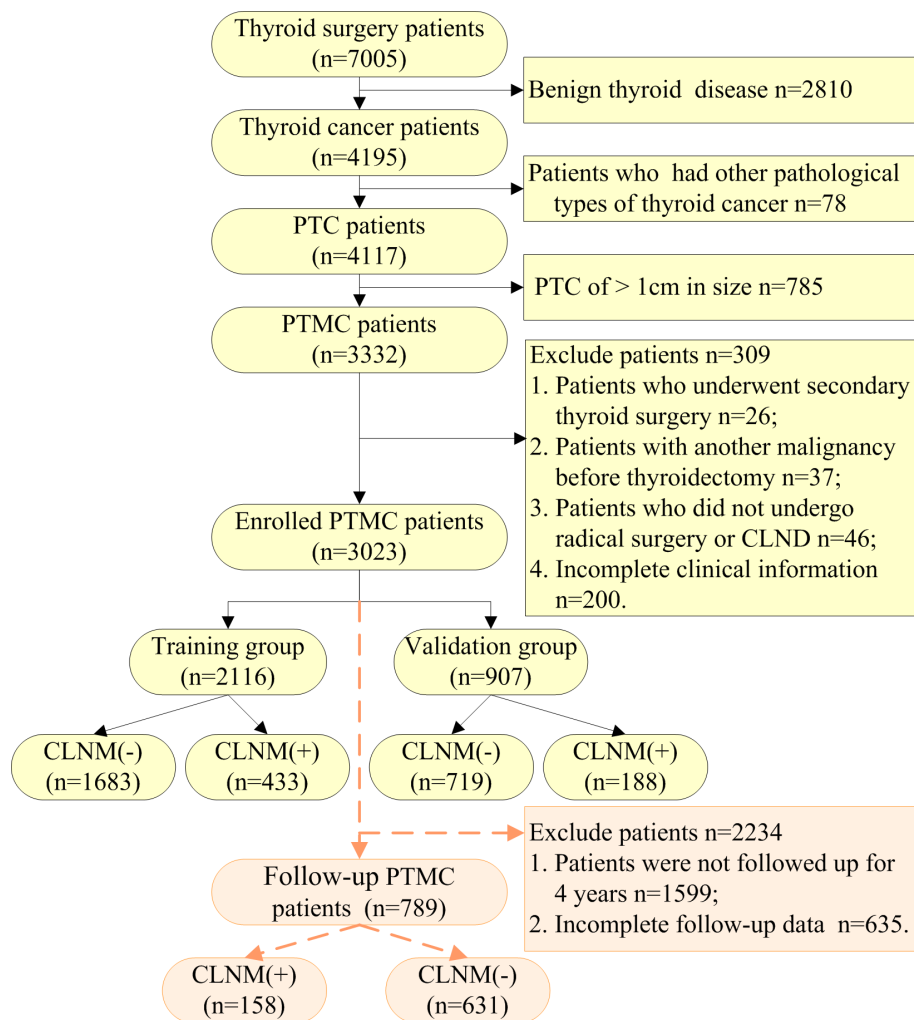 Thyroid surgery patients
(n=7005)
Benign thyroid disease n=2810
Thyroid cancer patients
(n=4195)
Patients who had other pathological
types of thyroid cancer n=78
PTC patients
(n=4117)
PTC of > 1cm in size n=785
PTMC patients
(n=3332)
Exclude patients n=309
1. Patients who underwent secondary
thyroid surgery n=26;
2. Patients with another malignancy
before thyroidectomy n=37;
3. Patients who did not undergo
radical surgery or CLND n=46;
4. Incomplete clinical information
n=200.
Enrolled PTMC patients
(n=3023)
Training group
(n=2116)
Validation group
(n=907)
CLNM(-)
(n=1683)
CLNM(+)
(n=433)
CLNM(-)
(n=719)
CLNM(+)
(n=188)
Exclude patients n=2234
1. Patients were not followed up for
4 years n=1599;
2. Incomplete follow-up data n=635.
Follow-up PTMC
patients (n=789)
CLNM(+)
(n=158)
CLNM(-)
(n=631)